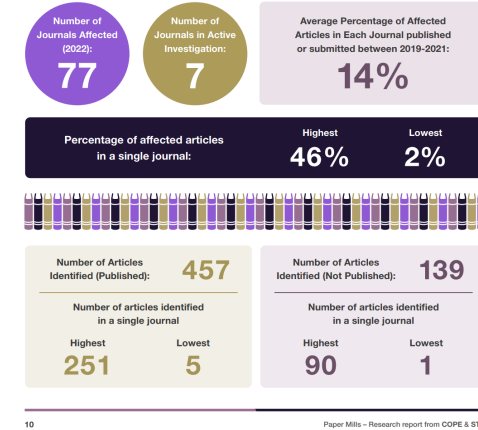 Number of
Journals Affected
(2022):
77
Number of
Journals in Active
Investigation:
7
Average Percentage of Affected
Articles in Each Journal published
or submitted between 2019-2021:
14%
Percentage of affected articles
in a single journal:
Highest
46%
Lowest
2%
Number of Articles
Identified (Published):
457
Number of articles identified
in a single journal
Highest
251
Lowest
5
Number of Articles
Identified (Not Published):
139
Number of articles identified
in a single journal
Highest
90
Lowest
1
10
Paper Mills – Research report from COPE & ST